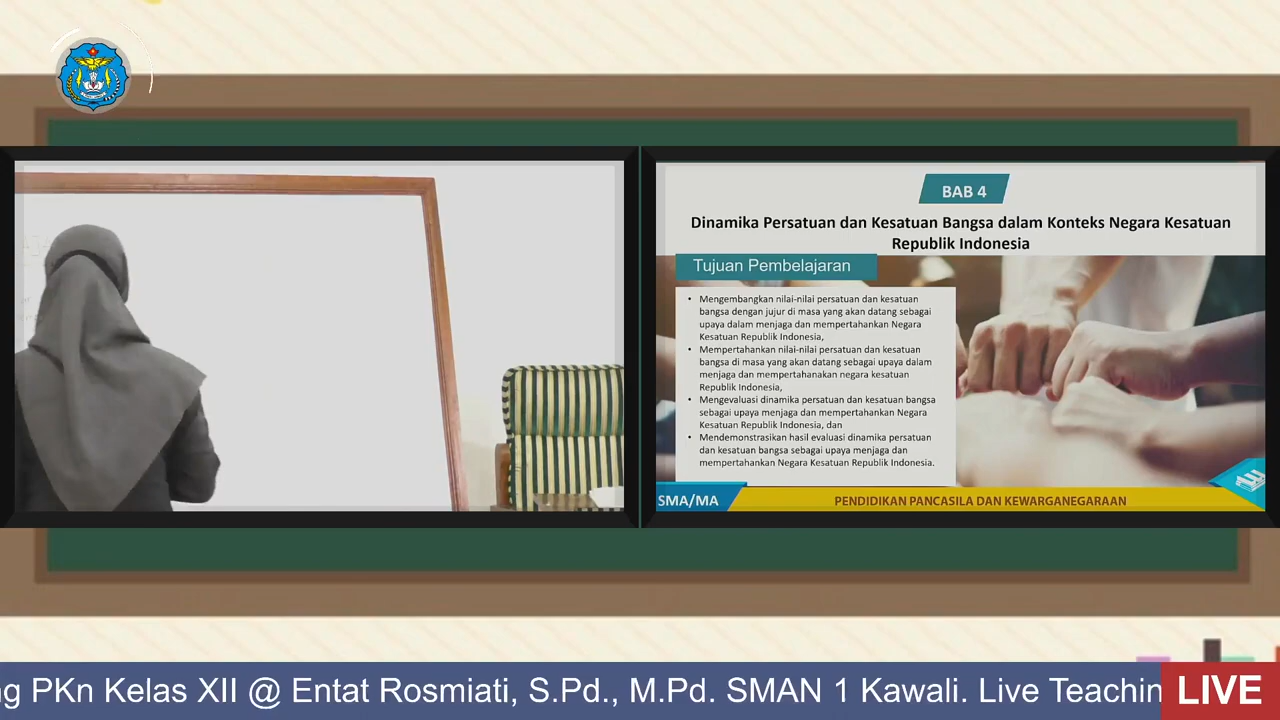 BAB 4
Dinamika Persatuan dan Kesatuan Bangsa dalam Konteks Negara Kesatuan
Republik Indonesia
Tujuan Pembelajaran
• Mengembangkan nilai-nilai persatuan dan kesatuan
bangsa dengan jujur di masa yang akan datang sebagai
upaya dalam menjaga dan mempertahankan Negara
Kesatuan Republik Indonesia,
• Mempertahankan nilai-nilai persatuan dan kesatuan
bangsa di masa yang akan datang sebagai upaya dalam
menjaga dan mempertahanakan negara kesatuan
Republik Indonesia,
• Mengevaluasi dinamika persatuan dan kesatuan bangsa
sebagai upaya menjaga dan mempertahankan Negara
Kesatuan Republik Indonesia, dan
• Mendemonstrasikan hasil evaluasi dinamika persatuan
dan kesatuan bangsa sebagai upaya menjaga dan
mempertahankan Negara Kesatuan Republik Indonesia.
SMA/MA
PENDIDIKAN PANCASILA DAN KEWARGANEGARAAN
ng PKn Kelas XII @ Entat Rosmiati, S.Pd., M.Pd. SMAN 1 Kawali. Live Teachin
LIVE